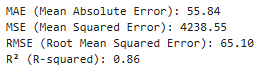 MAE (Mean Absolute Error): 55.84
MSE (Mean Squared Error): 4238.55
RMSE (Root Mean Squared Error): 65.10
R² (R-squared): 0.86